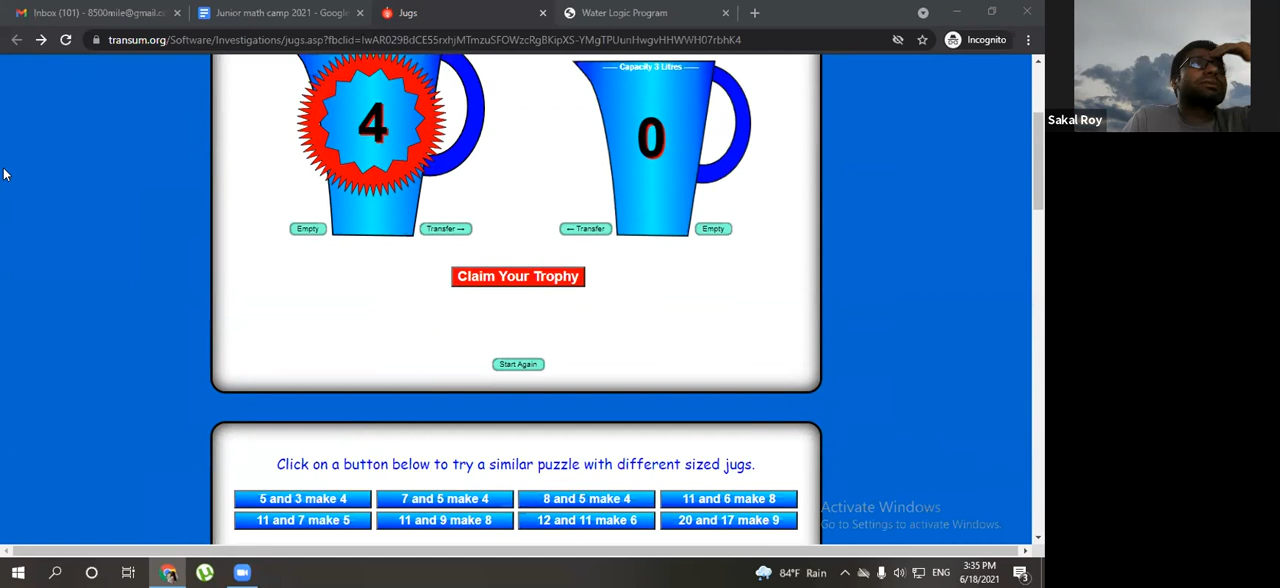 Inbox (101) - 8500mile@gmail.co
Junior math camp 2021 - Google
Jugs
Water Logic Program
transum.org/Software/Investigations/jugs.asp?fbclid=IwAR029BdCE55rxhjMTmzuSFOWzcRgBKipXS-YMgTPUunHwgvHHWWH07rbhK4
Incognito
Capacity 3 Litres
4
0
Empty
Transfer →
← Transfer
Empty
Claim Your Trophy
Start Again
Click on a button below to try a similar puzzle with different sized jugs.
5 and 3 make 4
7 and 5 make 4
8 and 5 make 4
11 and 6 make 8
11 and 7 make 5
11 and 9 make 8
12 and 11 make 6
20 and 17 make 9
Activate Windows
Go to Settings to activate Windows.
84°F Rain
ENG
3:35 PM
6/18/2021
3
Sakal Roy